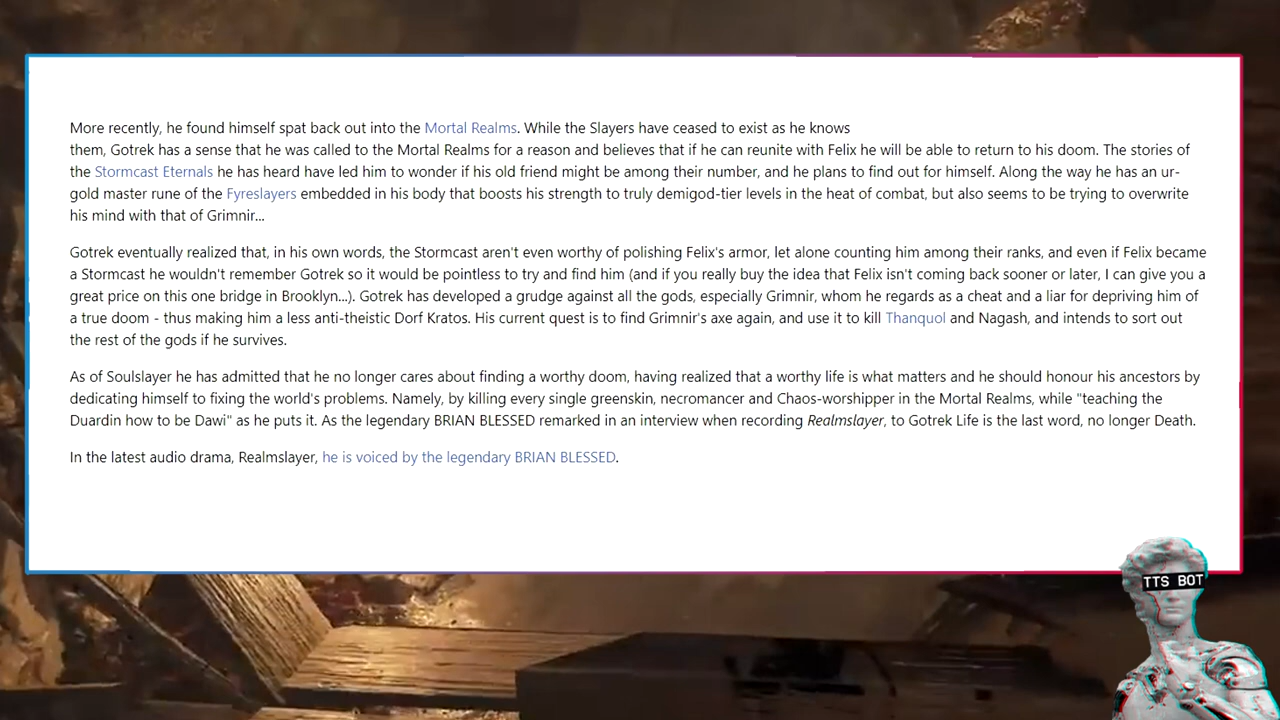 More recently, he found himself spat back out into the Mortal Realms. While the Slayers have ceased to exist as he knows
them, Gotrek has a sense that he was called to the Mortal Realms for a reason and believes that if he can reunite with Felix he will be able to return to his doom. The stories of
the Stormcast Eternals he has heard have led him to wonder if his old friend might be among their number, and he plans to find out for himself. Along the way he has an ur-
gold master rune of the Fyreslayers embedded in his body that boosts his strength to truly demigod-tier levels in the heat of combat, but also seems to be trying to overwrite
his mind with that of Grimnir...
Gotrek eventually realized that, in his own words, the Stormcast aren't even worthy of polishing Felix's armor, let alone counting him among their ranks, and even if Felix became
a Stormcast he wouldn't remember Gotrek so it would be pointless to try and find him (and if you really buy the idea that Felix isn't coming back sooner or later, I can give you a
great price on this one bridge in Brooklyn...). Gotrek has developed a grudge against all the gods, especially Grimnir, whom he regards as a cheat and a liar for depriving him of
a true doom - thus making him a less anti-theistic Dorf Kratos. His current quest is to find Grimnir's axe again, and use it to kill Thanquol and Nagash, and intends to sort out
the rest of the gods if he survives.
As of Soulslayer he has admitted that he no longer cares about finding a worthy doom, having realized that a worthy life is what matters and he should honour his ancestors by
dedicating himself to fixing the world's problems. Namely, by killing every single greenskin, necromancer and Chaos-worshipper in the Mortal Realms, while "teaching the
Duardin how to be Dawi" as he puts it. As the legendary BRIAN BLESSED remarked in an interview when recording Realmslayer, to Gotrek Life is the last word, no longer Death.
In the latest audio drama, Realmslayer, he is voiced by the legendary BRIAN BLESSED.
TTS BOT